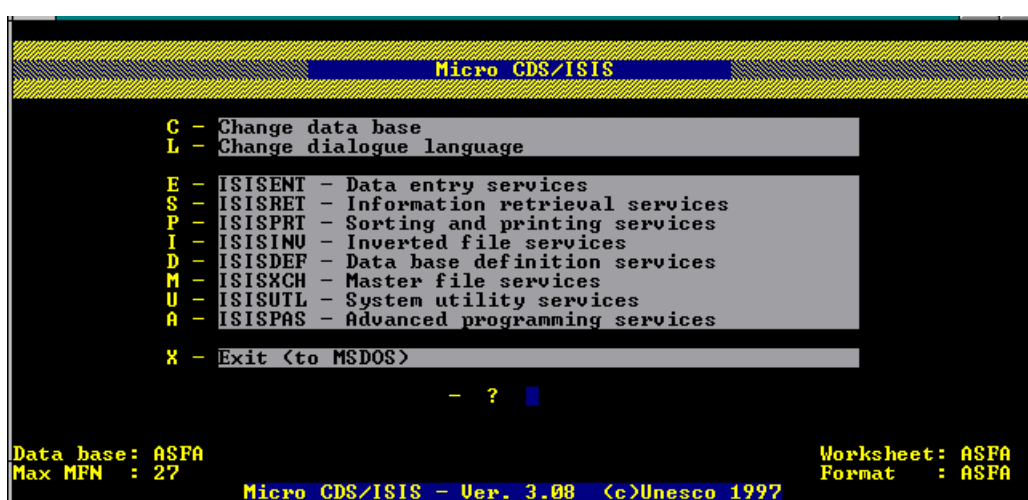 Micro CDS/ISIS
C - Change data base
L - Change dialogue language
E - ISISENT - Data entry services
S - ISISRET - Information retrieval services
P - ISISPRT - Sorting and printing services
I - ISISINV - Inverted file services
D - ISISDEF - Data base definition services
M - ISISXCH - Master file services
U - ISISUTL - System utility services
A - ISISPAS - Advanced programming services
X - Exit (to MSDOS)
- ?
Data base: ASFA Worksheet: ASFA
Max MFN : 27 Format : ASFA
Micro CDS/ISIS - Ver. 3.08 (c)Unesco 1997